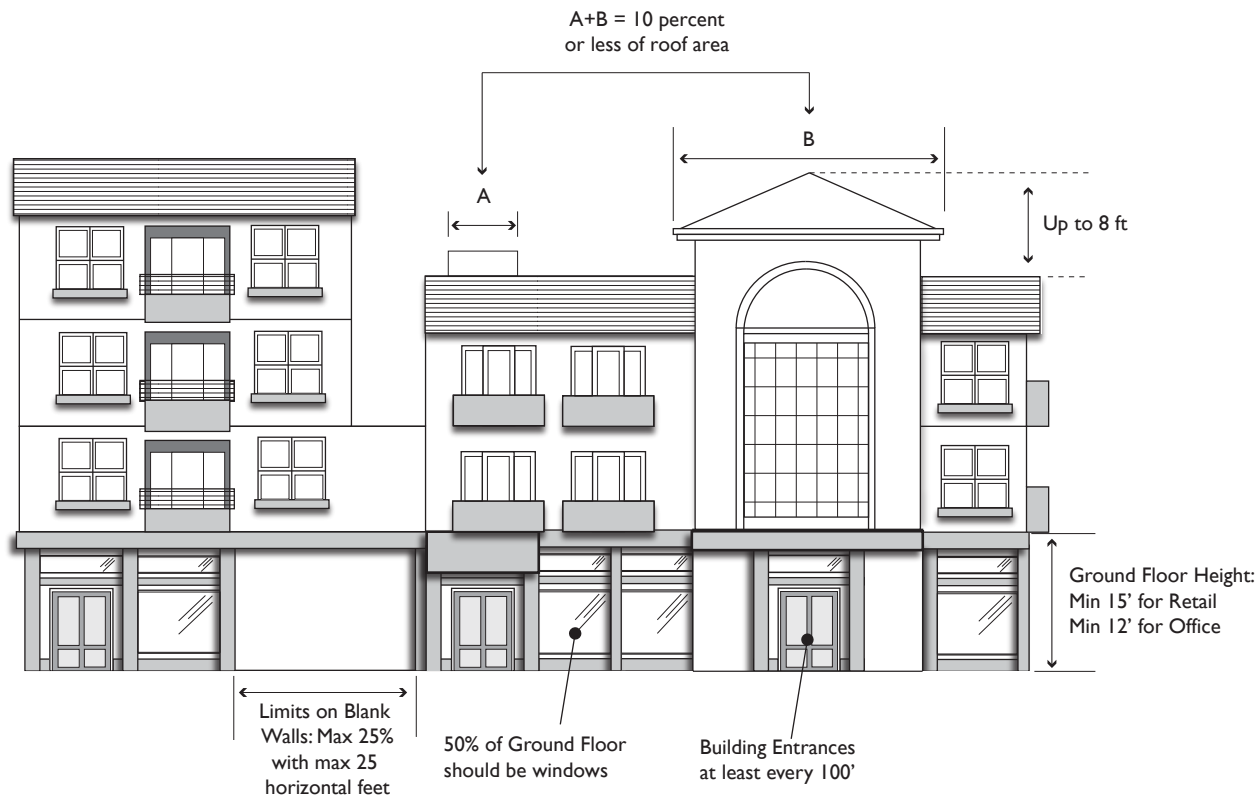 A+B = 10 percent
or less of roof area
B
A
Up to 8 ft
Ground Floor Height:
Min 15’ for Retail
Min 12’ for Office
Limits on Blank
Walls: Max 25%
with max 25
horizontal feet
50% of Ground Floor
should be windows
Building Entrances
at least every 100’